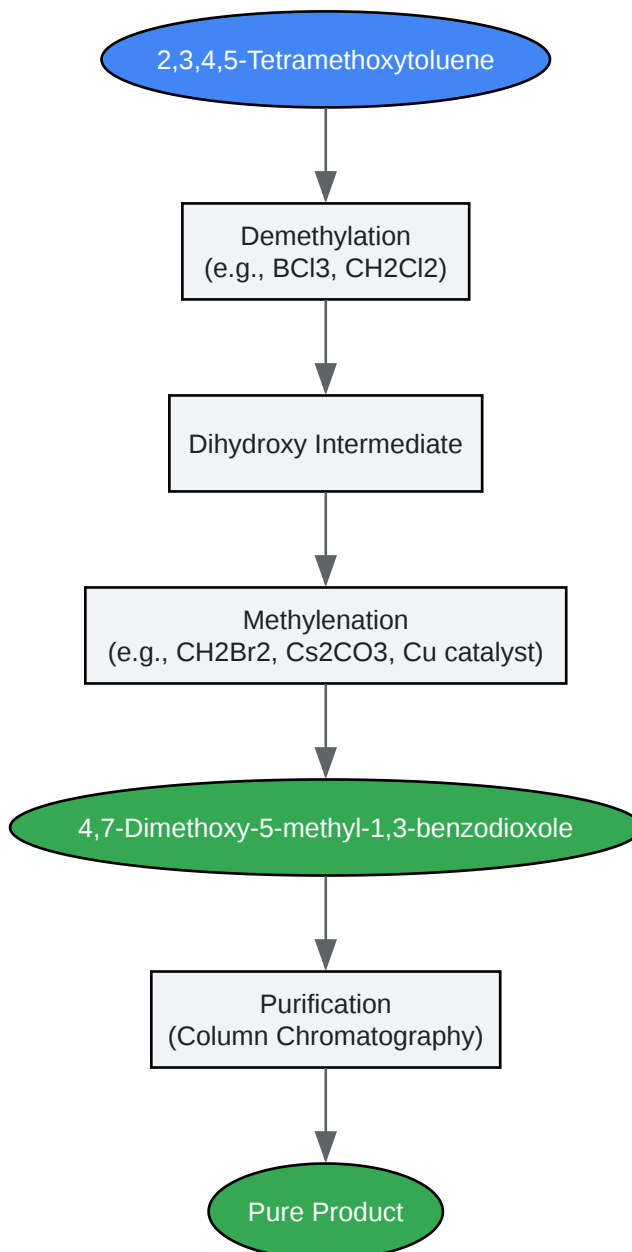 2,3,4,5-Tetramethoxytoluene
Demethylation
(e.g., BCl3, CH2Cl2)
Dihydroxy Intermediate
Methylenation
(e.g., CH2Br2, Cs2CO3, Cu catalyst)
4,7-Dimethoxy-5-methyl-1,3-benzodioxole
Purification
(Column Chromatography)
Pure Product